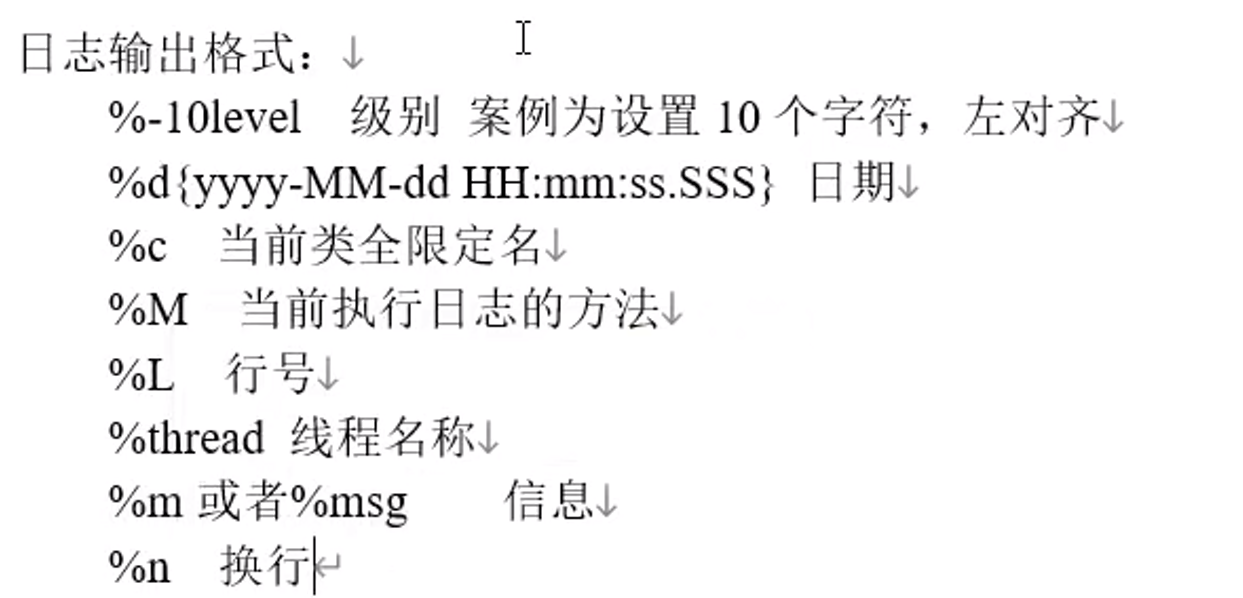 日志输出格式：↓
%-10level 级别 案例为设置 10 个字符，左对齐↓
%d{yyyy-MM-dd HH:mm:ss.SSS} 日期↓
%c 当前类全限定名↓
%M 当前执行日志的方法↓
%L 行号↓
%thread 线程名称↓
%m 或者%msg 信息↓
%n 换行↵